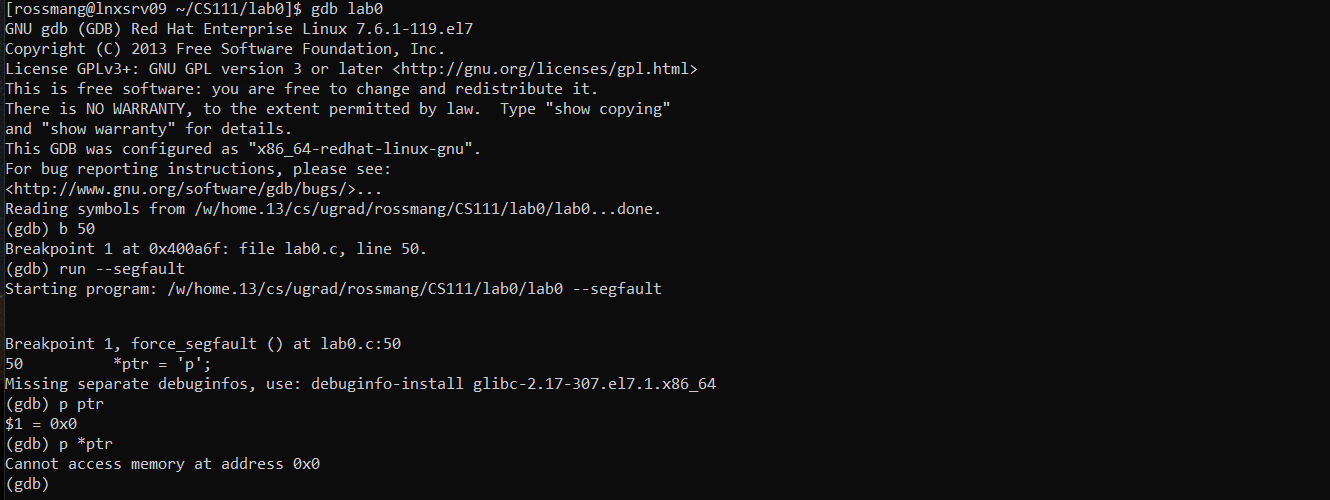 [rossmang@lnxsrv09 ~/CS111/lab0]$ gdb lab0
GNU gdb (GDB) Red Hat Enterprise Linux 7.6.1-119.el7
Copyright (C) 2013 Free Software Foundation, Inc.
License GPLv3+: GNU GPL version 3 or later <http://gnu.org/licenses/gpl.html>
This is free software: you are free to change and redistribute it.
There is NO WARRANTY, to the extent permitted by law.  Type "show copying"
and "show warranty" for details.
This GDB was configured as "x86_64-redhat-linux-gnu".
For bug reporting instructions, please see:
<http://www.gnu.org/software/gdb/bugs/>...
Reading symbols from /w/home.13/cs/ugrad/rossmang/CS111/lab0/lab0...done.
(gdb) b 50
Breakpoint 1 at 0x400a6f: file lab0.c, line 50.
(gdb) run --segfault
Starting program: /w/home.13/cs/ugrad/rossmang/CS111/lab0/lab0 --segfault
Breakpoint 1, force_segfault () at lab0.c:50
50          *ptr = 'p';
Missing separate debuginfos, use: debuginfo-install glibc-2.17-307.el7.1.x86_64
(gdb) p ptr
$1 = 0x0
(gdb) p *ptr
Cannot access memory at address 0x0
(gdb)